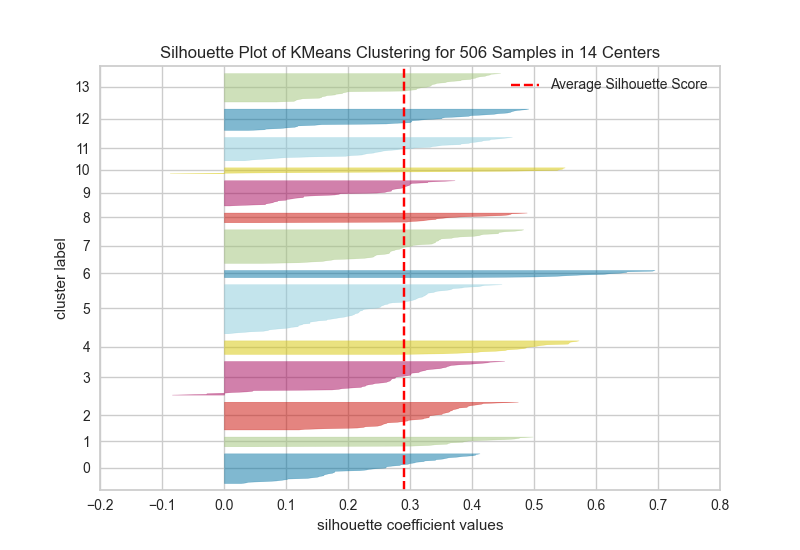 Silhouette Plot of KMeans Clustering for 506 Samples in 14 Centers
Average Silhouette Score
cluster label
13
12
11
10
9
8
7
6
5
4
3
2
1
0
−0.2 −0.1 0.0 0.1 0.2 0.3 0.4 0.5 0.6 0.7 0.8
silhouette coefficient values